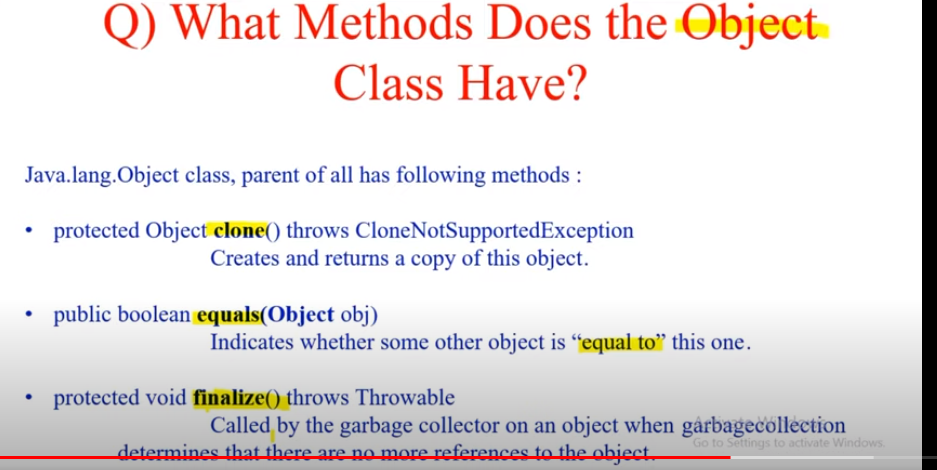 Q) What Methods Does the Object
Class Have?
Java.lang.Object class, parent of all has following methods :
• protected Object clone() throws CloneNotSupportedException
Creates and returns a copy of this object.
• public boolean equals(Object obj)
Indicates whether some other object is “equal to” this one.
• protected void finalize() throws Throwable
Called by the garbage collector on an object when garbagecollection
determines that there are no more references to the object.
Activate Windows
Go to Settings to activate Windows.